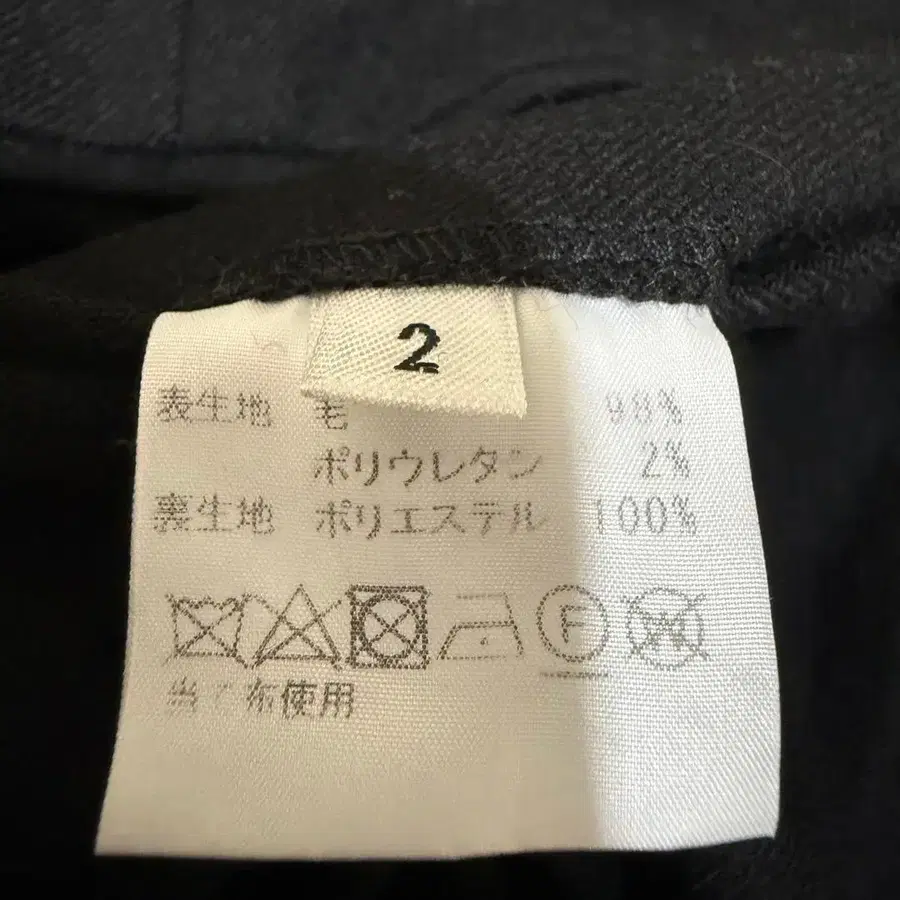 2
表生地 毛 98%
ポリウレタン 2%
裏生地 ポリエステル 100%
F W
当て布使用